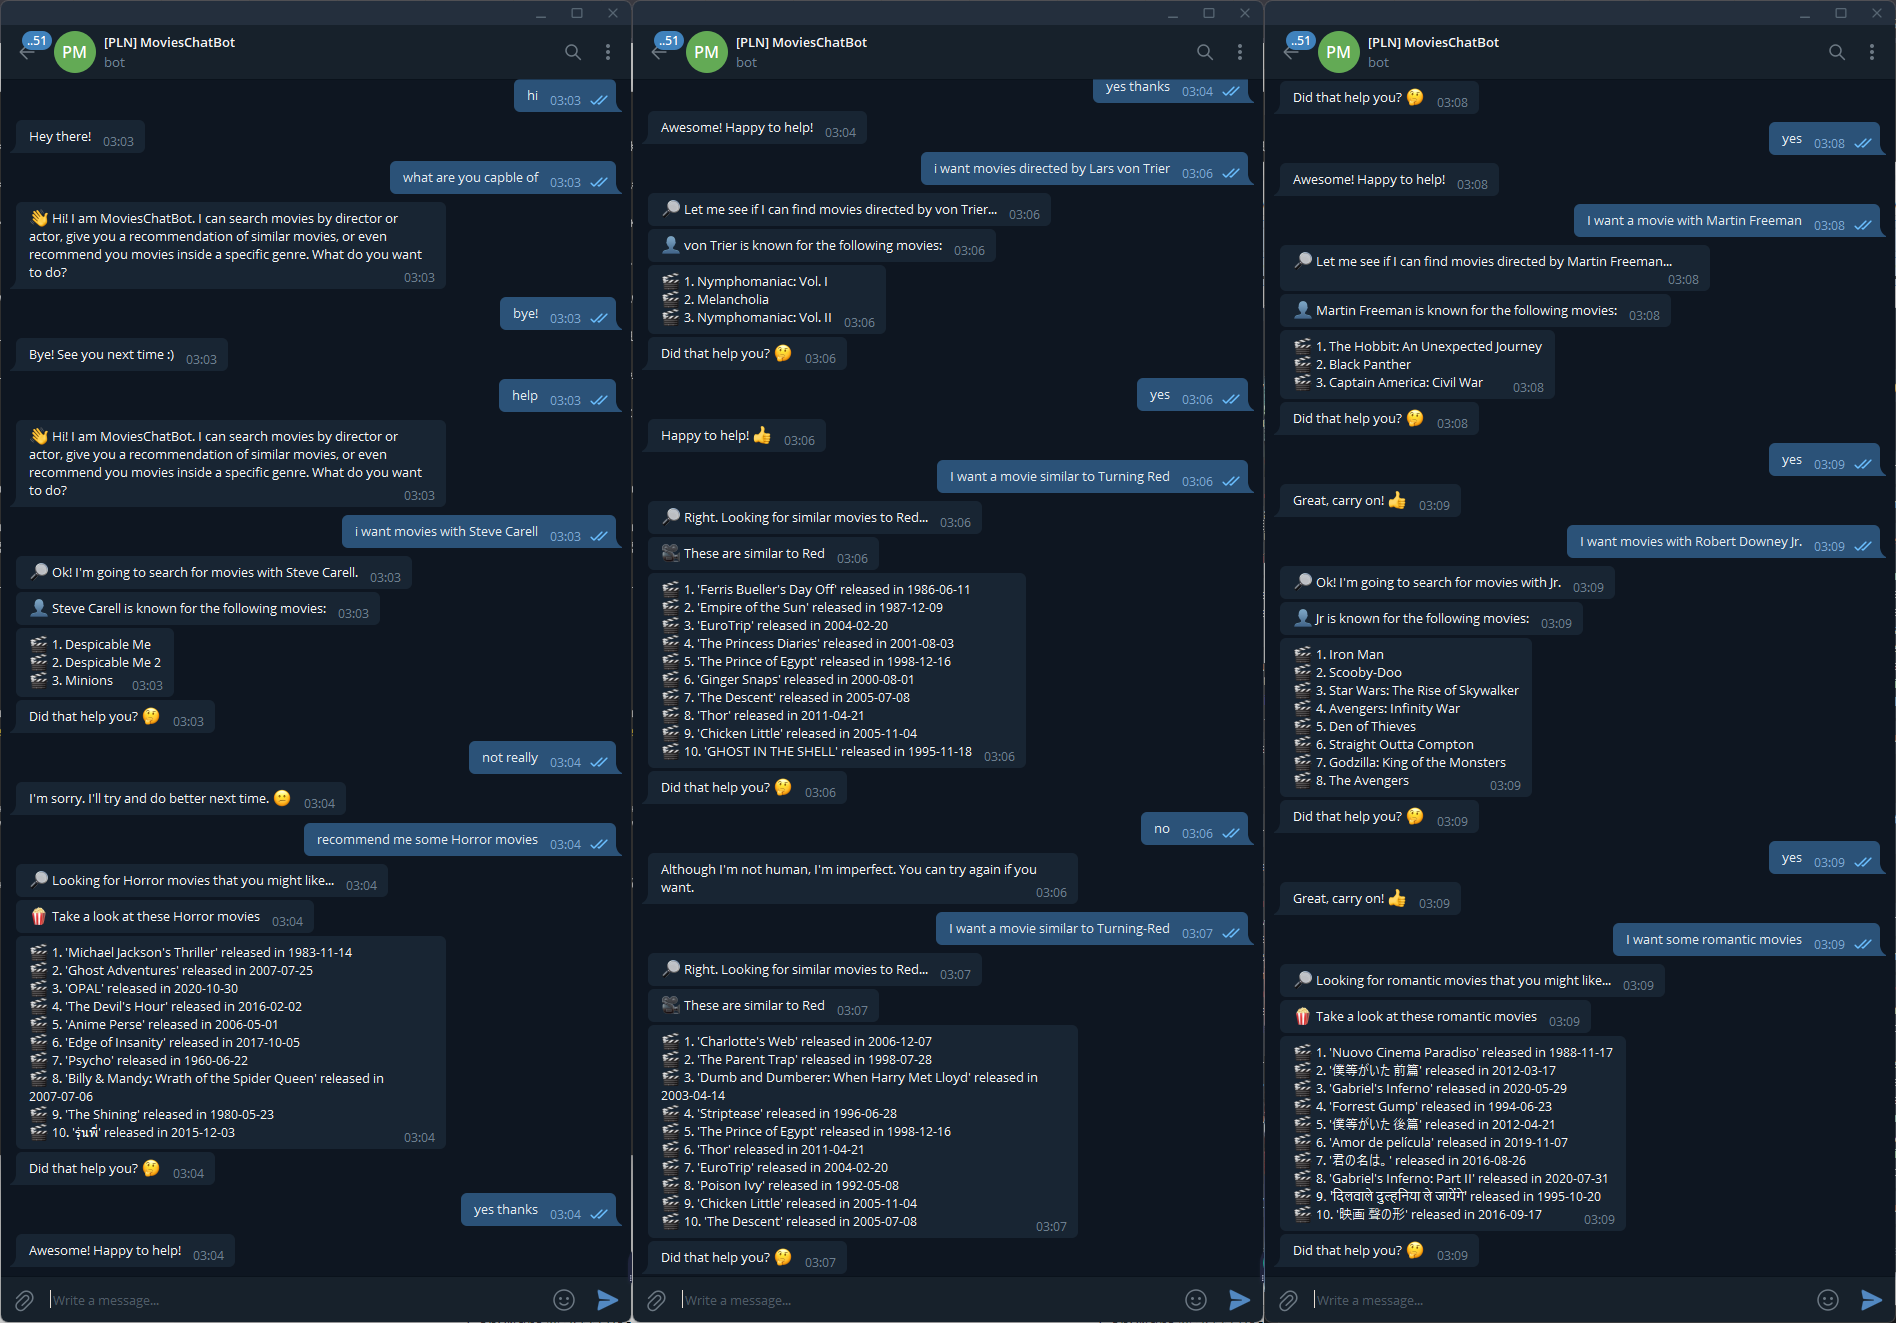 ..51
PM
[PLN] MoviesChatBot
bot
hi 03:03
Hey there! 03:03
what are you capble of 03:03
Hi! I am MoviesChatBot. I can search movies by director or
actor, give you a recommendation of similar movies, or even
recommend you movies inside a specific genre. What do you want
to do? 03:03
bye! 03:03
Bye! See you next time :) 03:03
help 03:03
Hi! I am MoviesChatBot. I can search movies by director or
actor, give you a recommendation of similar movies, or even
recommend you movies inside a specific genre. What do you want
to do? 03:03
i want movies with Steve Carell 03:03
Ok! I'm going to search for movies with Steve Carell. 03:03
Steve Carell is known for the following movies: 03:03
1. Despicable Me
2. Despicable Me 2
3. Minions 03:03
Did that help you? 03:03
not really 03:04
I'm sorry. I'll try and do better next time. 03:04
recommend me some Horror movies 03:04
Looking for Horror movies that you might like... 03:04
Take a look at these Horror movies 03:04
1. 'Michael Jackson's Thriller' released in 1983-11-14
2. 'Ghost Adventures' released in 2007-07-25
3. 'OPAL' released in 2020-10-30
4. 'The Devil's Hour' released in 2016-02-02
5. 'Anime Perse' released in 2006-05-01
6. 'Edge of Insanity' released in 2017-10-05
7. 'Psycho' released in 1960-06-22
8. 'Billy & Mandy: Wrath of the Spider Queen' released in
2007-07-06
9. 'The Shining' released in 1980-05-23
10. 'รุ่นพี่' released in 2015-12-03 03:04
Did that help you? 03:04
yes thanks 03:04
Awesome! Happy to help! 03:04
Write a message...
..51
PM
[PLN] MoviesChatBot
bot
yes thanks 03:04
Awesome! Happy to help! 03:04
i want movies directed by Lars von Trier 03:06
Let me see if I can find movies directed by von Trier... 03:06
von Trier is known for the following movies: 03:06
1. Nymphomaniac: Vol. I
2. Melancholia
3. Nymphomaniac: Vol. II 03:06
Did that help you? 03:06
yes 03:06
Happy to help! 03:06
I want a movie similar to Turning Red 03:06
Right. Looking for similar movies to Red... 03:06
These are similar to Red 03:06
1. 'Ferris Bueller's Day Off' released in 1986-06-11
2. 'Empire of the Sun' released in 1987-12-09
3. 'EuroTrip' released in 2004-02-20
4. 'The Princess Diaries' released in 2001-08-03
5. 'The Prince of Egypt' released in 1998-12-16
6. 'Ginger Snaps' released in 2000-08-01
7. 'The Descent' released in 2005-07-08
8. 'Thor' released in 2011-04-21
9. 'Chicken Little' released in 2005-11-04
10. 'GHOST IN THE SHELL' released in 1995-11-18 03:06
Did that help you? 03:06
no 03:06
Although I'm not human, I'm imperfect. You can try again if you
want. 03:06
I want a movie similar to Turning-Red 03:07
Right. Looking for similar movies to Red... 03:07
These are similar to Red 03:07
1. 'Charlotte's Web' released in 2006-12-07
2. 'The Parent Trap' released in 1998-07-28
3. 'Dumb and Dumberer: When Harry Met Lloyd' released in
2003-04-14
4. 'Striptease' released in 1996-06-28
5. 'The Prince of Egypt' released in 1998-12-16
6. 'Thor' released in 2011-04-21
7. 'EuroTrip' released in 2004-02-20
8. 'Poison Ivy' released in 1992-05-08
9. 'Chicken Little' released in 2005-11-04
10. 'The Descent' released in 2005-07-08 03:07
Did that help you? 03:07
Write a message...
..51
PM
[PLN] MoviesChatBot
bot
Did that help you? 03:08
yes 03:08
Awesome! Happy to help! 03:08
I want a movie with Martin Freeman 03:08
Let me see if I can find movies directed by Martin Freeman...
03:08
Martin Freeman is known for the following movies: 03:08
1. The Hobbit: An Unexpected Journey
2. Black Panther
3. Captain America: Civil War 03:08
Did that help you? 03:08
yes 03:09
Great, carry on! 03:09
I want movies with Robert Downey Jr. 03:09
Ok! I'm going to search for movies with Jr. 03:09
Jr is known for the following movies: 03:09
1. Iron Man
2. Scooby-Doo
3. Star Wars: The Rise of Skywalker
4. Avengers: Infinity War
5. Den of Thieves
6. Straight Outta Compton
7. Godzilla: King of the Monsters
8. The Avengers 03:09
Did that help you? 03:09
yes 03:09
Great, carry on! 03:09
I want some romantic movies 03:09
Looking for romantic movies that you might like... 03:09
Take a look at these romantic movies 03:09
1. 'Nuovo Cinema Paradiso' released in 1988-11-17
2. '僕等がいた 前篇' released in 2012-03-17
3. 'Gabriel's Inferno' released in 2020-05-29
4. 'Forrest Gump' released in 1994-06-23
5. '僕等がいた 後篇' released in 2012-04-21
6. 'Amor de película' released in 2019-11-07
7. '君の名は。' released in 2016-08-26
8. 'Gabriel's Inferno: Part II' released in 2020-07-31
9. 'दिलवाले दुल्हनिया ले जायेंगे' released in 1995-10-20
10. '映画 聲の形' released in 2016-09-17 03:09
Did that help you? 03:09
Write a message...